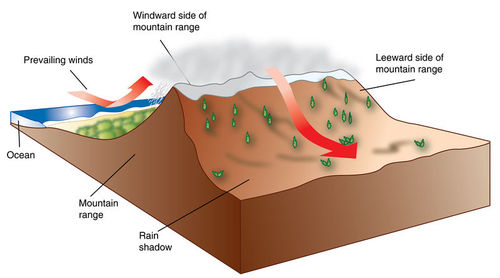 Windward side of
mountain range
Prevailing winds
Leeward side of
mountain range
Ocean
Mountain
range
Rain
shadow